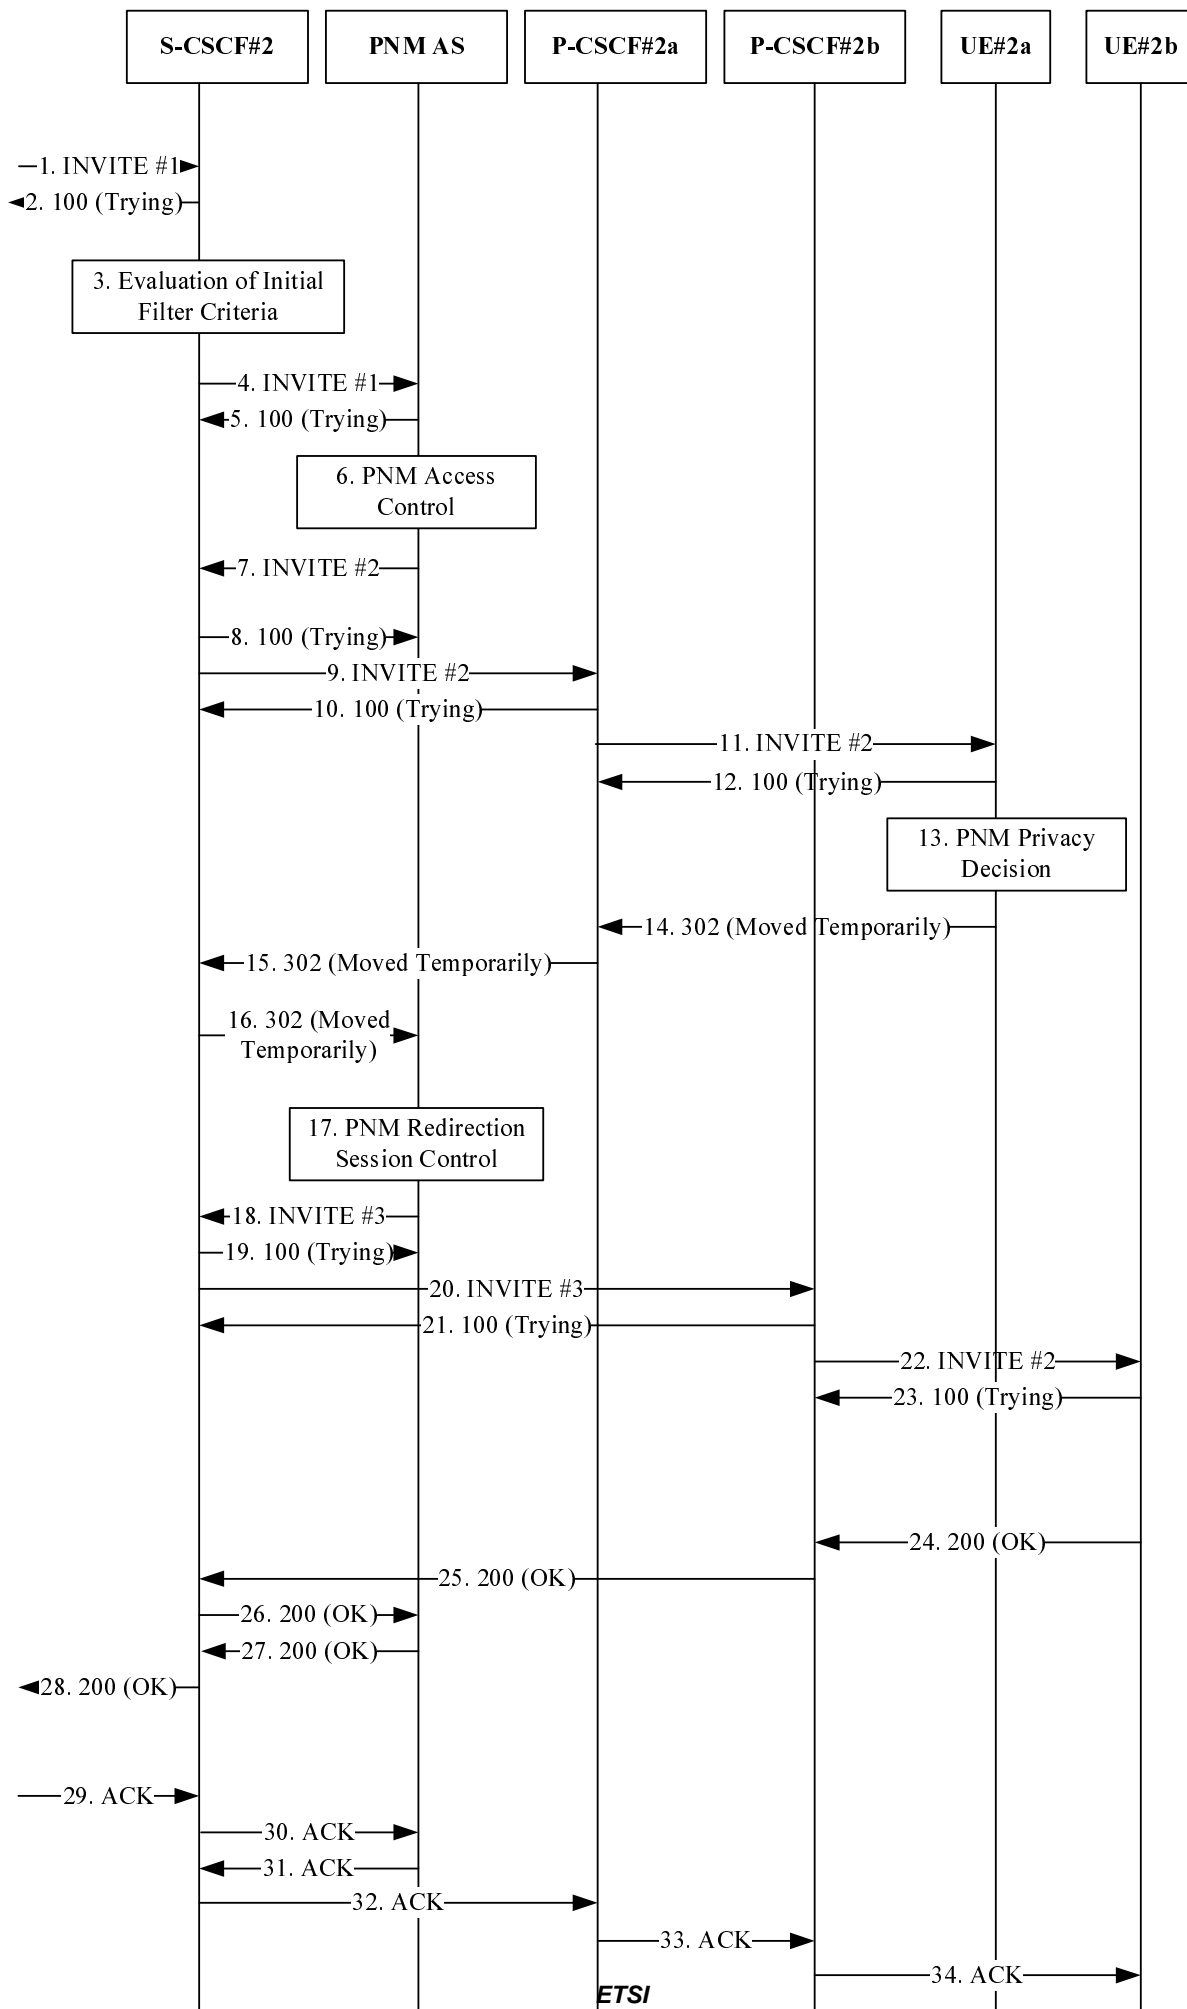 S-CSCF#2 PNM AS P-CSCF#2a P-CSCF#2b UE#2a UE#2b
1. INVITE #1
2. 100 (Trying)
3. Evaluation of Initial
Filter Criteria
4. INVITE #1
5. 100 (Trying)
6. PNM Access
Control
7. INVITE #2
8. 100 (Trying)
9. INVITE #2
10. 100 (Trying)
11. INVITE #2
12. 100 (Trying)
13. PNM Privacy
Decision
14. 302 (Moved Temporarily)
15. 302 (Moved Temporarily)
16. 302 (Moved
Temporarily)
17. PNM Redirection
Session Control
18. INVITE #3
19. 100 (Trying)
20. INVITE #3
21. 100 (Trying)
22. INVITE #2
23. 100 (Trying)
24. 200 (OK)
25. 200 (OK)
26. 200 (OK)
27. 200 (OK)
28. 200 (OK)
29. ACK
30. ACK
31. ACK
32. ACK
33. ACK
34. ACK
ETSI